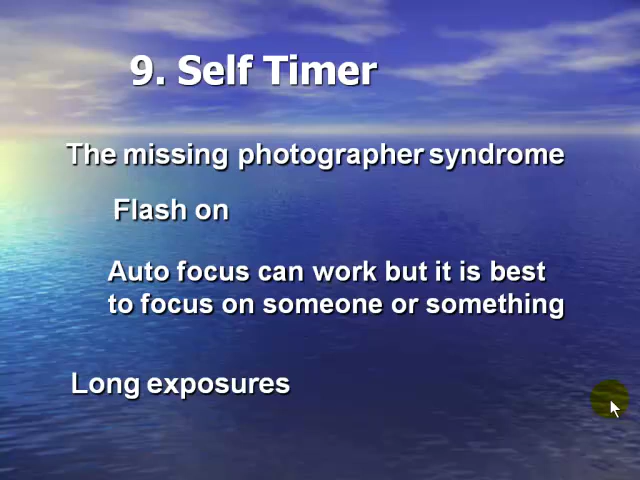 9. Self Timer
The missing photographer syndrome
Flash on
Auto focus can work but it is best
to focus on someone or something
Long exposures